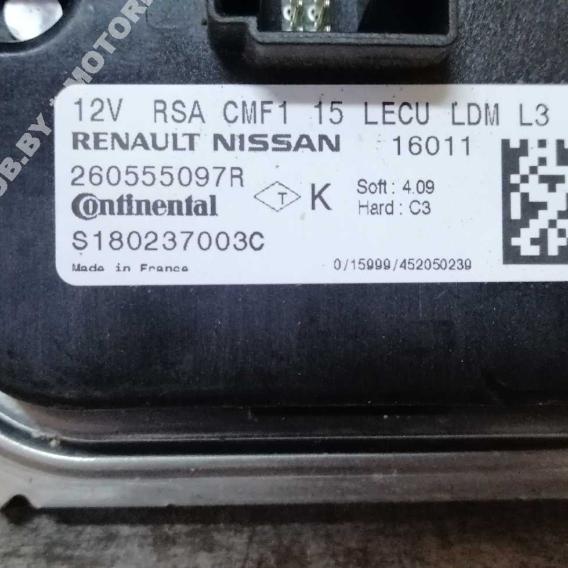 12V RSA CMF1 15 LECU LDM L3
RENAULT NISSAN 16011
260555097R
Continental T K Soft : 4.09
Hard : C3
S180237003C
Made in France 0/15999/452050239